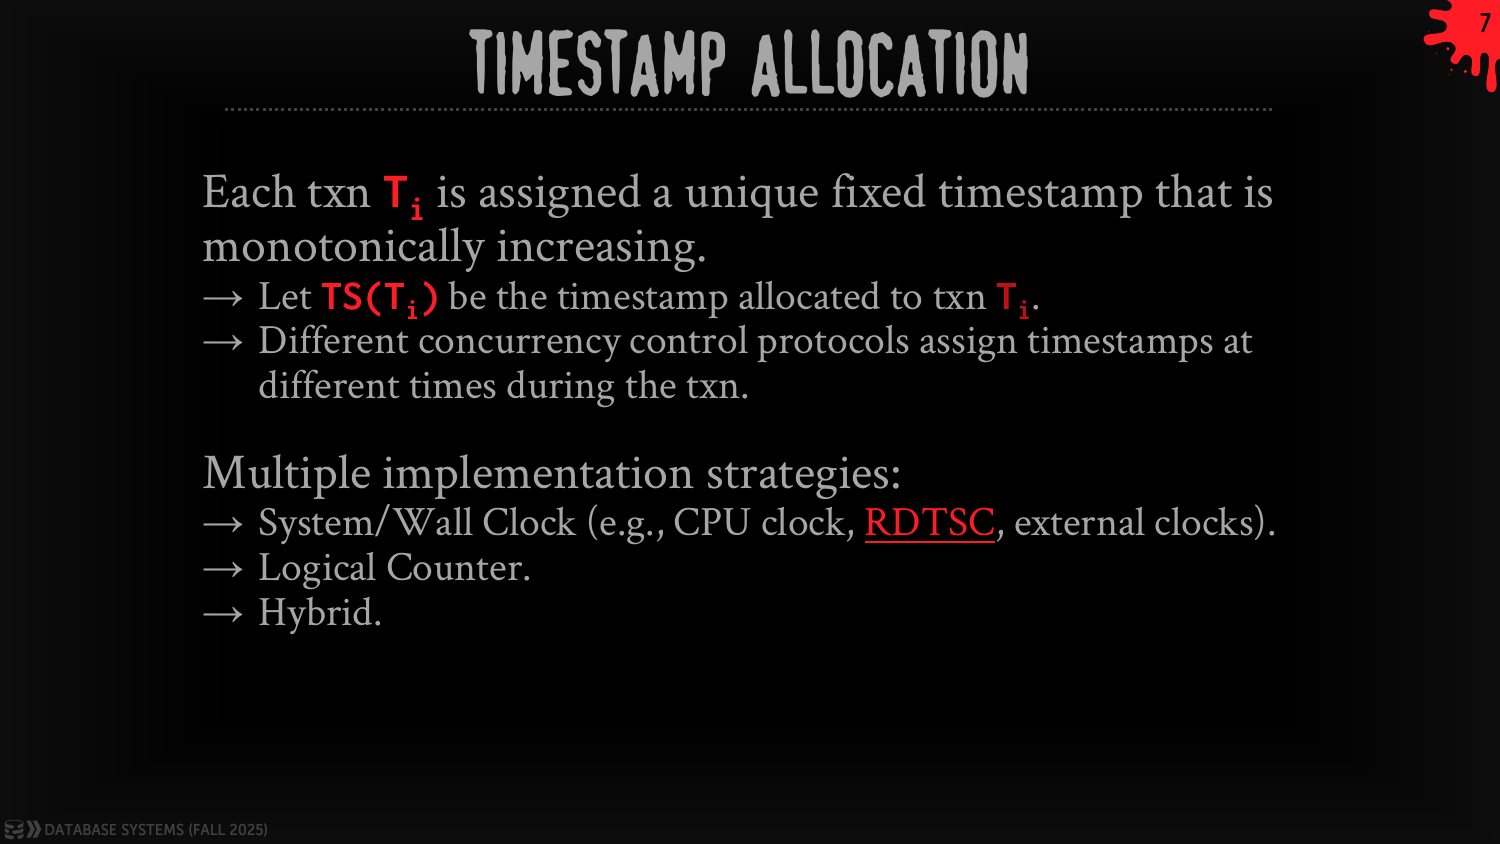 7
TIMESTAMP ALLOCATION
Each txn Ti is assigned a unique fixed timestamp that is
monotonically increasing.
→ Let TS(Ti) be the timestamp allocated to txn Ti.
→ Different concurrency control protocols assign timestamps at
different times during the txn.
Multiple implementation strategies:
→ System/Wall Clock (e.g., CPU clock, RDTSC, external clocks).
→ Logical Counter.
→ Hybrid.
DATABASE SYSTEMS (FALL 2025)